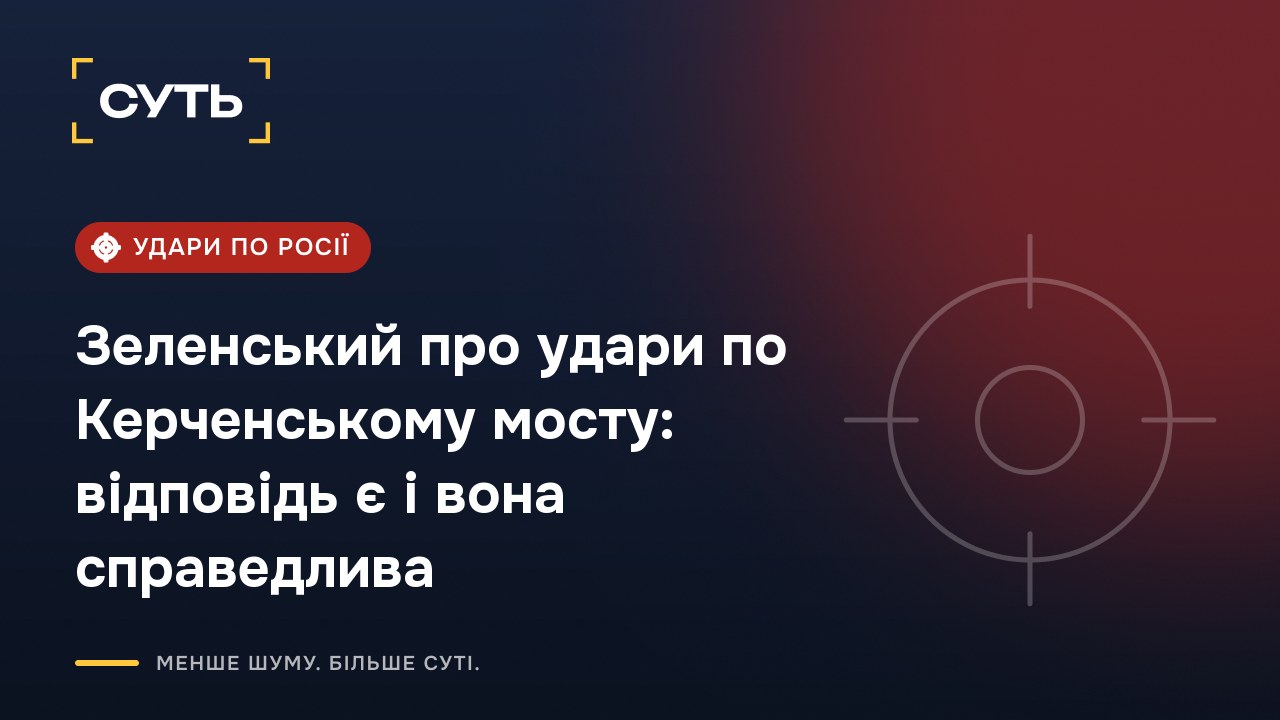 СУТЬ
УДАРИ ПО РОСІЇ
Зеленський про удари по
Керченському мосту:
відповідь є і вона
справедлива
МЕНШЕ ШУМУ. БІЛЬШЕ СУТІ.